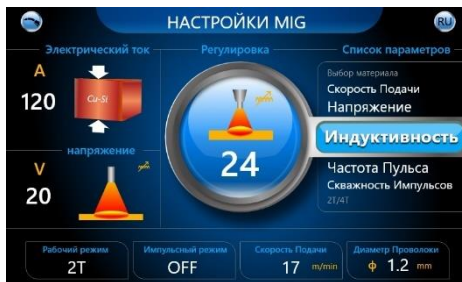 НАСТРОЙКИ MIG
RU
Электрический ток
Регулировка
Список параметров
A
120
Cu-Si
напряжение
V
20
24
Выбор материала
Скорость Подачи
Напряжение
Индуктивность
Частота Пульса
Скважность Импульсов
2T/4T
Рабочий режим
2T
Импульсный режим
OFF
Скорость Подачи
17 m/min
Диаметр Проволоки
ϕ 1.2 mm